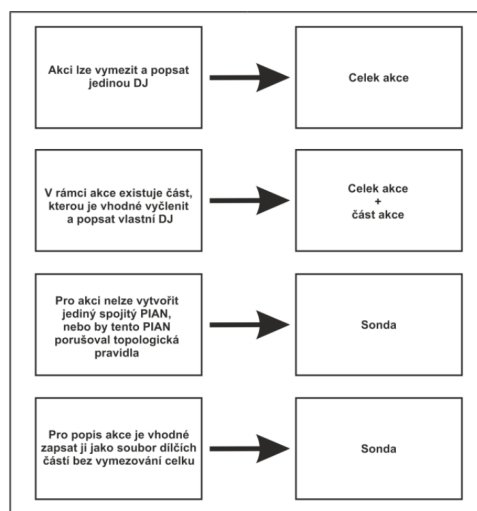 Akci lze vymezit a popsat
jedinou DJ
Celek akce
V rámci akce existuje část,
kterou je vhodné vyčlenit
a popsat vlastní DJ
Celek akce
+
část akce
Pro akci nelze vytvořit
jediný spojitý PIAN,
nebo by tento PIAN
porušoval topologická
pravidla
Sonda
Pro popis akce je vhodné
zapsat ji jako soubor dílčích
částí bez vymezování celku
Sonda